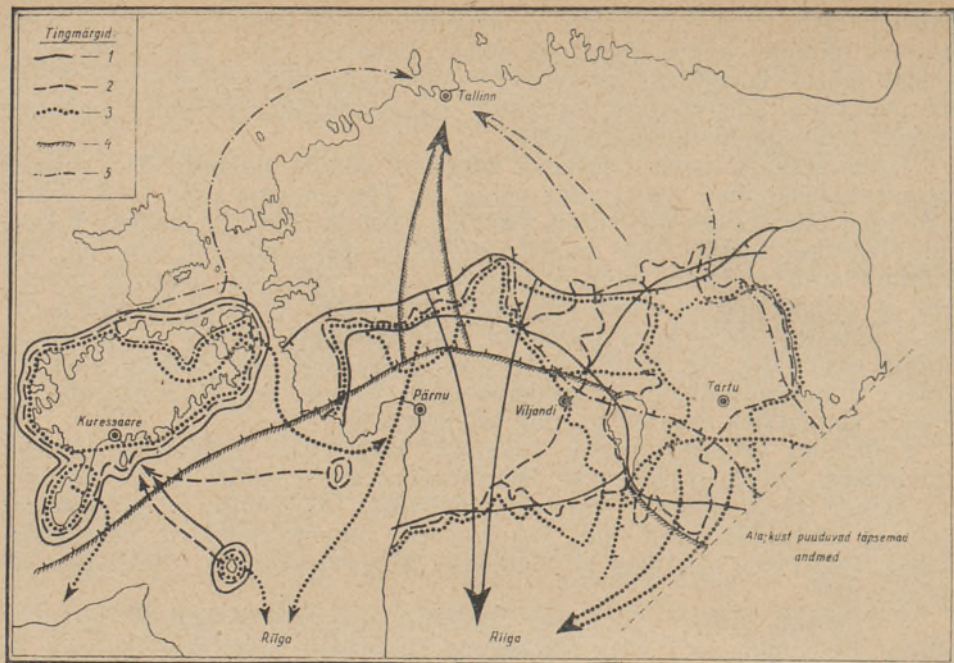 Tingmärgid:
— 1
— 2
— 3
— 4
— 5
Tallinn
Pärnu
Viljandi
Tartu
Kuressaare
Ala, kust puuduvad täpsemad
andmed
Riiga
Riiga